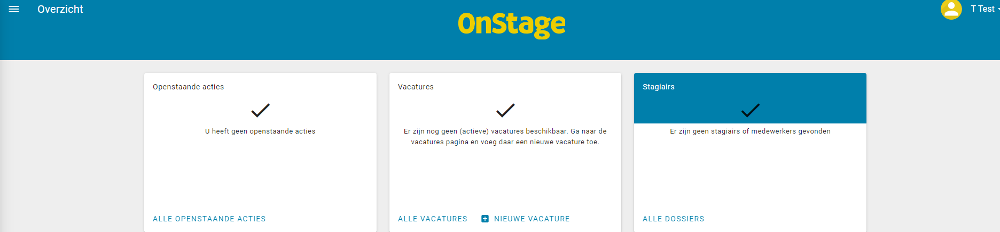 Overzicht
OnStage
T Test
Openstaande acties
U heeft geen openstaande acties
ALLE OPENSTAANDE ACTIES
Vacatures
Er zijn nog geen (actieve) vacatures beschikbaar. Ga naar de
vacatures pagina en voeg daar een nieuwe vacature toe.
ALLE VACATURES
NIEUWE VACATURE
Stagiairs
Er zijn geen stagiairs of medewerkers gevonden
ALLE DOSSIERS